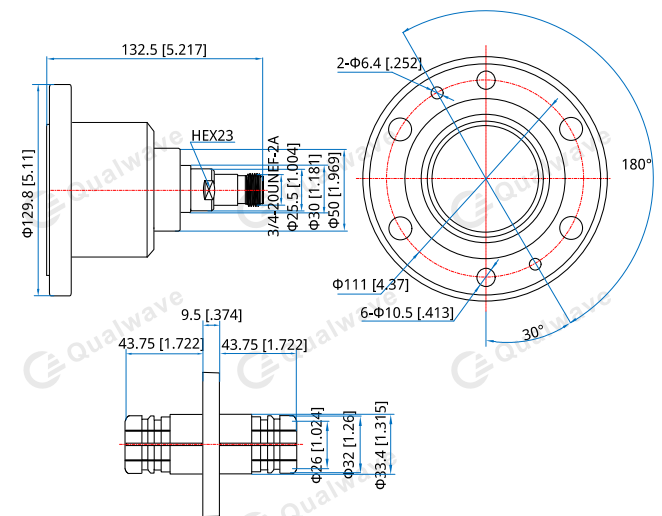 132.5 [5.217]
2-Φ6.4 [.252]
HEX23
Φ129.8 [5.11]
3/4-20UNEF-2A
Φ25.5 [1.004]
Φ30 [1.181]
Φ50 [1.969]
180°
Φ111 [4.37]
6-Φ10.5 [.413]
30°
9.5 [.374]
43.75 [1.722]
43.75 [1.722]
Φ26 [1.024]
Φ32 [1.26]
Φ33.4 [1.315]
Qualwave
Qualwave
Qualwave
Qualwave
Qualwave
Qualwave
Qualwave